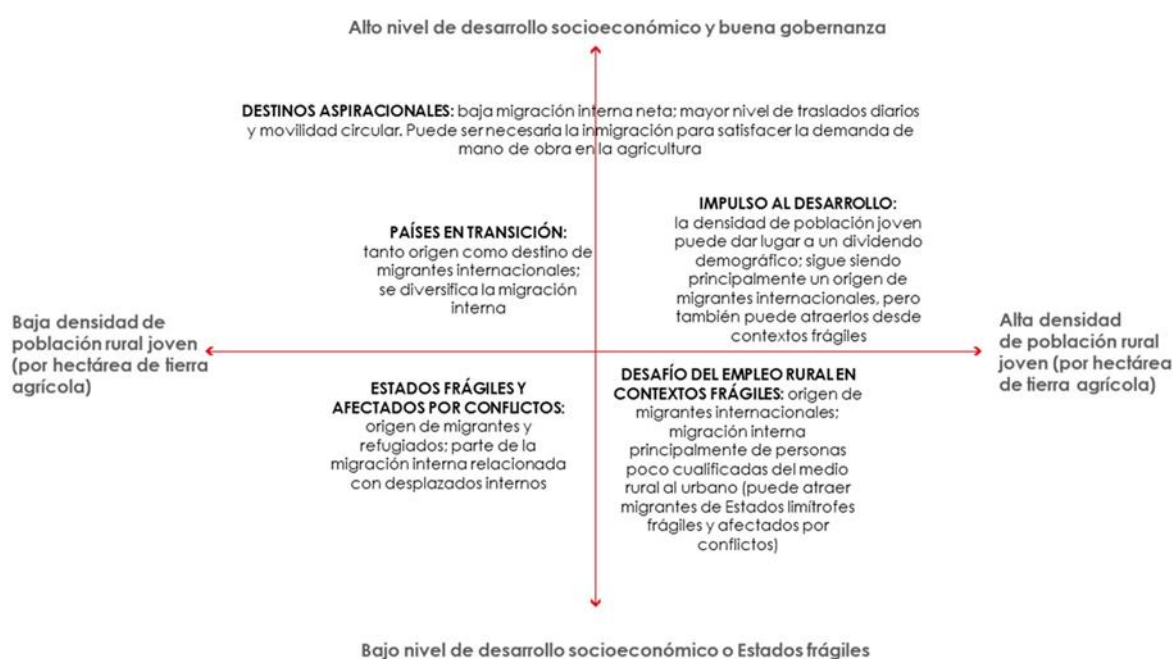 Alto nivel de desarrollo socioeconómico y buena gobernanza
DESTINOS ASPIRACIONALES: baja migración interna neta; mayor nivel de traslados diarios
y movilidad circular. Puede ser necesaria la inmigración para satisfacer la demanda de
mano de obra en la agricultura
PAÍSES EN TRANSICIÓN:
tanto origen como destino de
migrantes internacionales;
se diversifica la migración
interna
IMPULSO AL DESARROLLO:
la densidad de población joven
puede dar lugar a un dividendo
demográfico; sigue siendo
principalmente un origen de
migrantes internacionales, pero
también puede atraerlos desde
contextos frágiles
Baja densidad de
población rural joven
(por hectárea de tierra
agrícola)
Alta densidad
de población rural
joven (por hectárea
de tierra agrícola)
ESTADOS FRÁGILES Y
AFECTADOS POR CONFLICTOS:
origen de migrantes y
refugiados; parte de la
migración interna relacionada
con desplazados internos
DESAFÍO DEL EMPLEO RURAL EN
CONTEXTOS FRÁGILES: origen de
migrantes internacionales;
migración interna
principalmente de personas
poco cualificadas del medio
rural al urbano (puede atraer
migrantes de Estados limítrofes
frágiles y afectados por
conflictos)
Bajo nivel de desarrollo socioeconómico o Estados frágiles